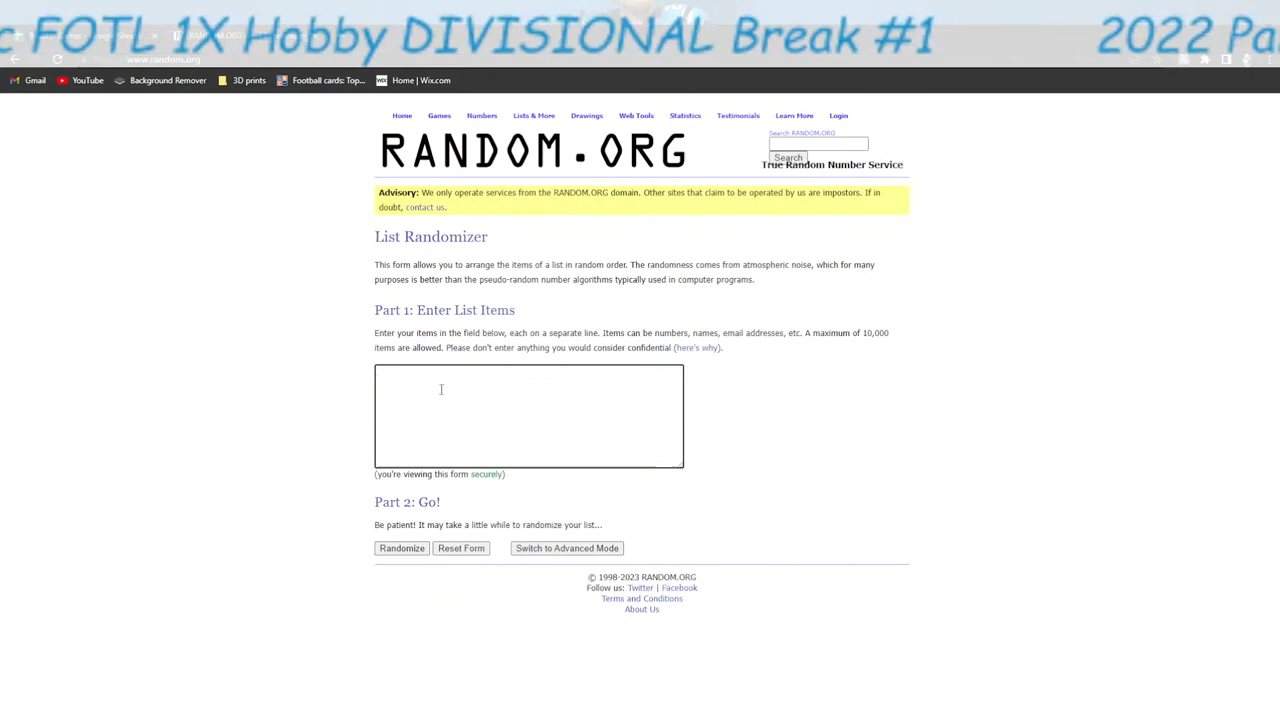 FOTL 1X Hobby DIVISIONAL Break #1 2022 Pa
www.random.org
Gmail YouTube Background Remover 3D prints Football cards: Top... Home | Wix.com
Home Games Numbers Lists & More Drawings Web Tools Statistics Testimonials Learn More Login
RANDOM.ORG
Search RANDOM.ORG
Search
True Random Number Service
Advisory: We only operate services from the RANDOM.ORG domain. Other sites that claim to be operated by us are impostors. If in
doubt, contact us.
List Randomizer
This form allows you to arrange the items of a list in random order. The randomness comes from atmospheric noise, which for many
purposes is better than the pseudo-random number algorithms typically used in computer programs.
Part 1: Enter List Items
Enter your items in the field below, each on a separate line. Items can be numbers, names, email addresses, etc. A maximum of 10,000
items are allowed. Please don't enter anything you would consider confidential (here's why).
(you're viewing this form securely)
Part 2: Go!
Be patient! It may take a little while to randomize your list...
Randomize Reset Form Switch to Advanced Mode
© 1998-2023 RANDOM.ORG
Follow us: Twitter | Facebook
Terms and Conditions
About Us